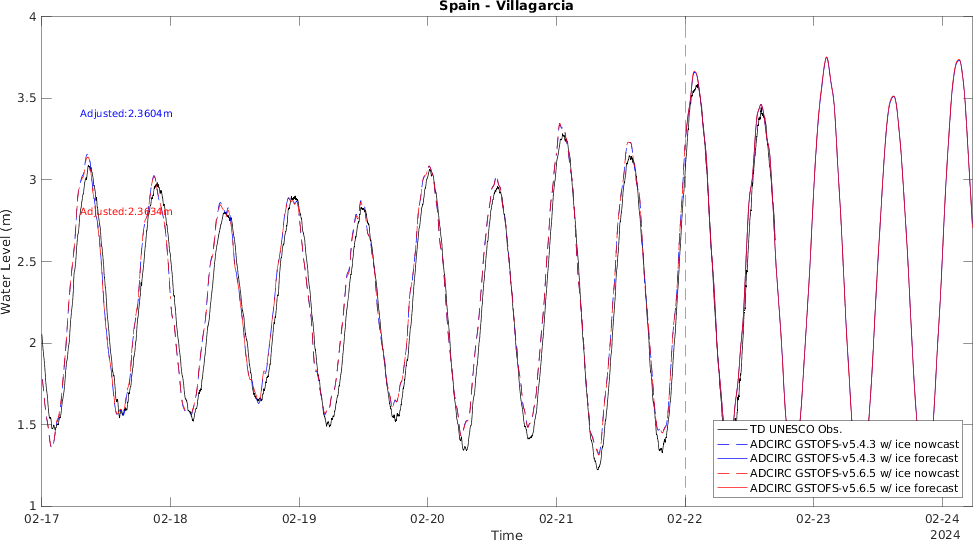 Spain - Villagarcia
4
3.5
3
2.5
2
1.5
1
Water Level (m)
Adjusted:2.3604m
Adjusted:2.3634m
TD UNESCO Obs.
ADCIRC GSTOFS-v5.4.3 w/ ice nowcast
ADCIRC GSTOFS-v5.4.3 w/ ice forecast
ADCIRC GSTOFS-v5.6.5 w/ ice nowcast
ADCIRC GSTOFS-v5.6.5 w/ ice forecast
02-17 02-18 02-19 02-20 02-21 02-22 02-23 02-24
Time
2024